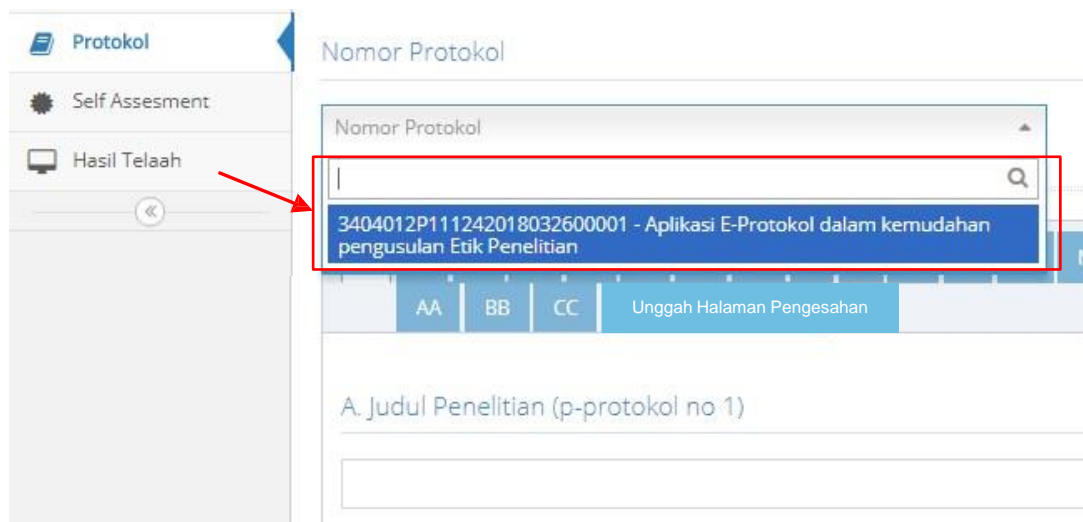 Protokol
Self Assesment
Hasil Telaah
Nomor Protokol
Nomor Protokol
3404012P111242018032600001 - Aplikasi E-Protokol dalam kemudahan
pengusulan Etik Penelitian
AA BB CC Unggah Halaman Pengesahan
A. Judul Penelitian (p-protokol no 1)